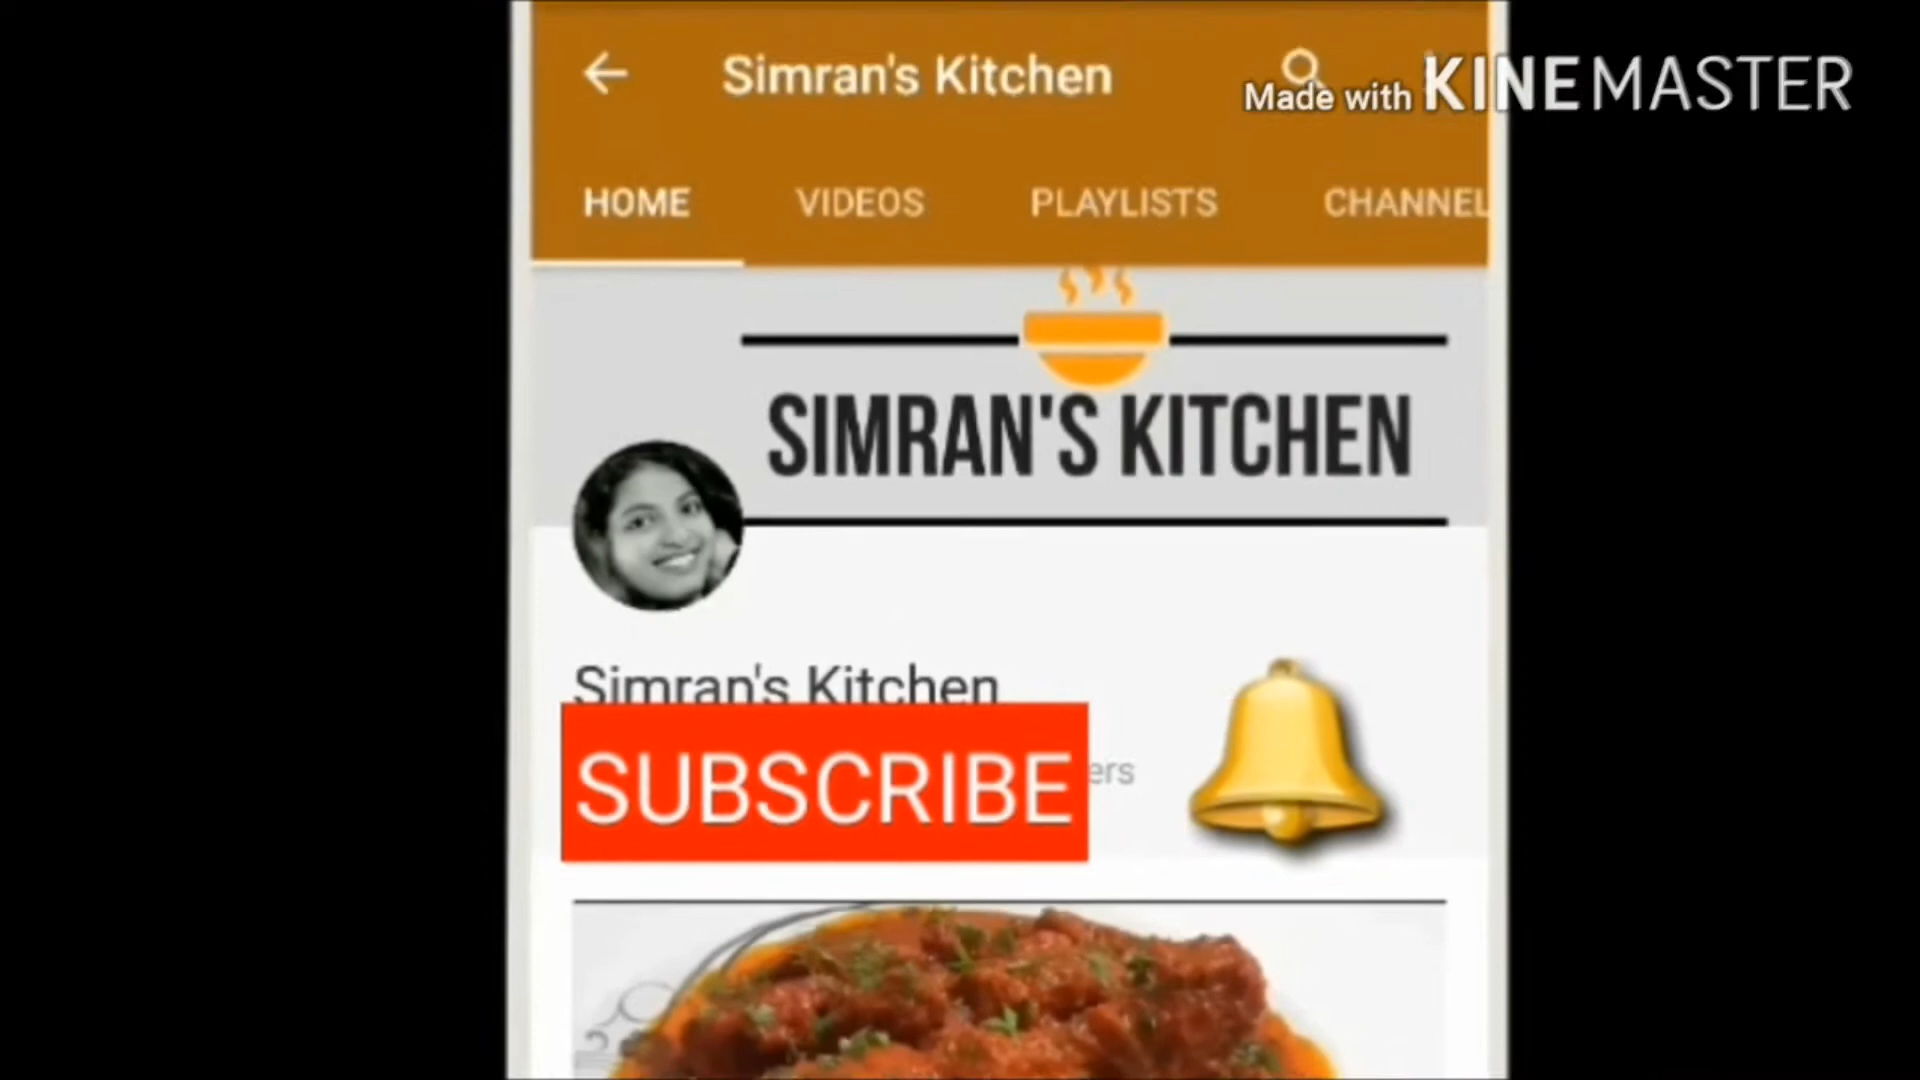 Simran's Kitchen
Made with KINEMASTER
HOME VIDEOS PLAYLISTS CHANNEL
SIMRAN'S KITCHEN
Simran's Kitchen
SUBSCRIBE